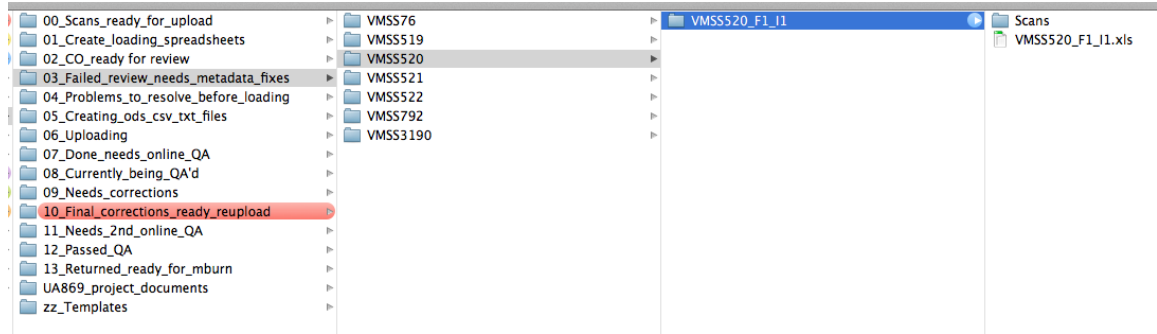 00_Scans_ready_for_upload
01_Create_loading_spreadsheets
02_CO_ready for review
03_Failed_review_needs_metadata_fixes
04_Problems_to_resolve_before_loading
05_Creating_ods_csv_txt_files
06_Uploading
07_Done_needs_online_QA
08_Currently_being_QA'd
09_Needs_corrections
10_Final_corrections_ready_reupload
11_Needs_2nd_online_QA
12_Passed_QA
13_Returned_ready_for_mburn
UA869_project_documents
zz_Templates
VMSS76
VMSS519
VMSS520
VMSS521
VMSS522
VMSS792
VMSS3190
VMSS520_F1_I1
Scans
VMSS520_F1_I1.xls